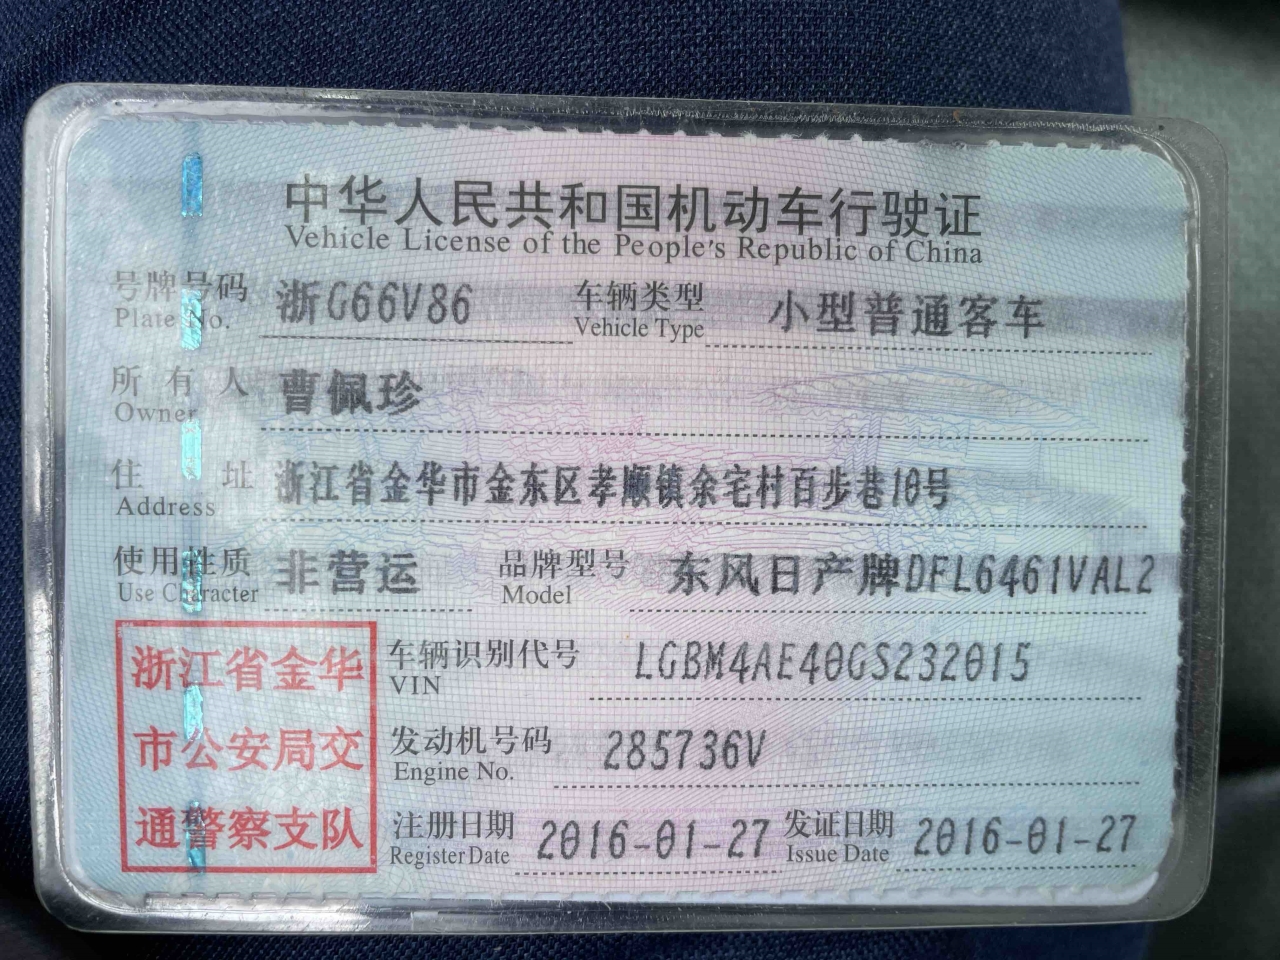 中华人民共和国机动车行驶证
Vehicle License of the People's Republic of China
号牌号码 浙G66V86 车辆类型 小型普通客车
Plate No. Vehicle Type
所有人 曹佩珍
Owner
住址 浙江省金华市金东区孝顺镇余宅村百步巷10号
Address
使用性质 非营运 品牌型号 东风日产牌DFL6461VAL2
Use Character Model
浙江省金华
市公安局交
通警察支队
车辆识别代号 LGBM4AE40GS232015
VIN
发动机号码 285736V
Engine No.
注册日期 2016-01-27 发证日期 2016-01-27
Register Date Issue Date